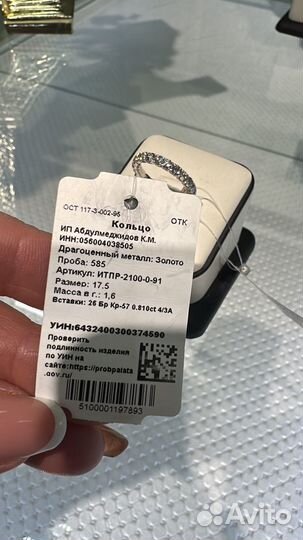 ОСТ 117-3-002-95
ОТК
Кольцо
ИП Абдулмеджидов К.М.
ИНН:056004038505
Драгоценный металл: Золото
Проба: 585
Артикул: ИТПР-2100-0-91
Размер: 17.5
Масса в г.: 1,6
Вставки: 26 Бр Кр-57 0.810ct 4/3А
УИН:6432400300374590
Проверить
подлинность изделия
по УИН на
сайте:https://probpalata
.gov.ru/
5100001197893
Avito